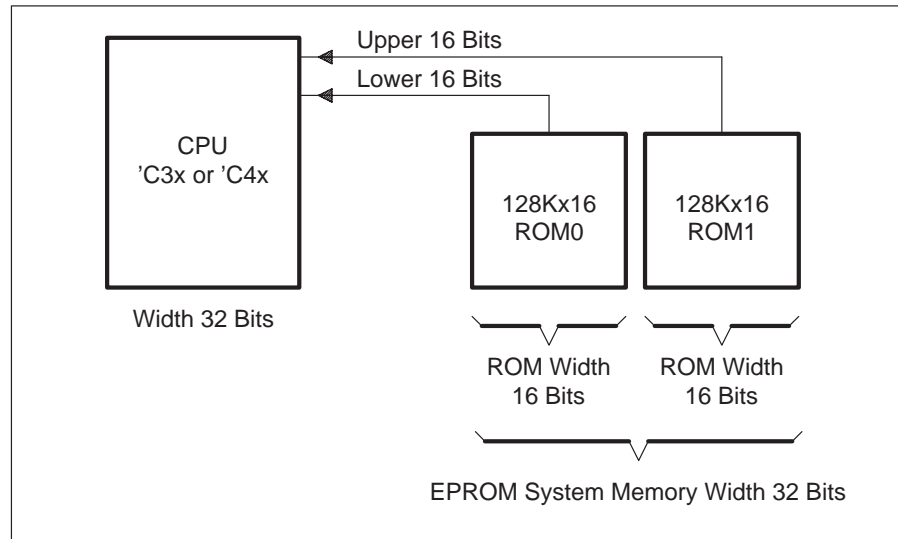 Upper 16 Bits
Lower 16 Bits
CPU
’C3x or ’C4x
128Kx16
ROM0
128Kx16
ROM1
Width 32 Bits
ROM Width
16 Bits
ROM Width
16 Bits
EPROM System Memory Width 32 Bits